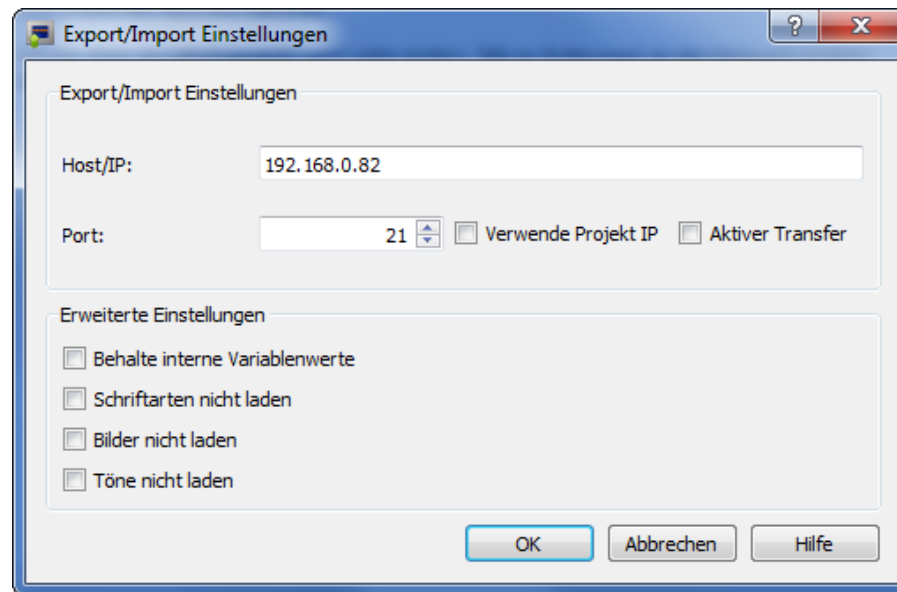 Export/Import Einstellungen
Export/Import Einstellungen
Host/IP: 192.168.0.82
Port: 21 Verwende Projekt IP Aktiver Transfer
Erweiterte Einstellungen
Behalte interne Variablenwerte
Schriftarten nicht laden
Bilder nicht laden
Töne nicht laden
OK Abbrechen Hilfe